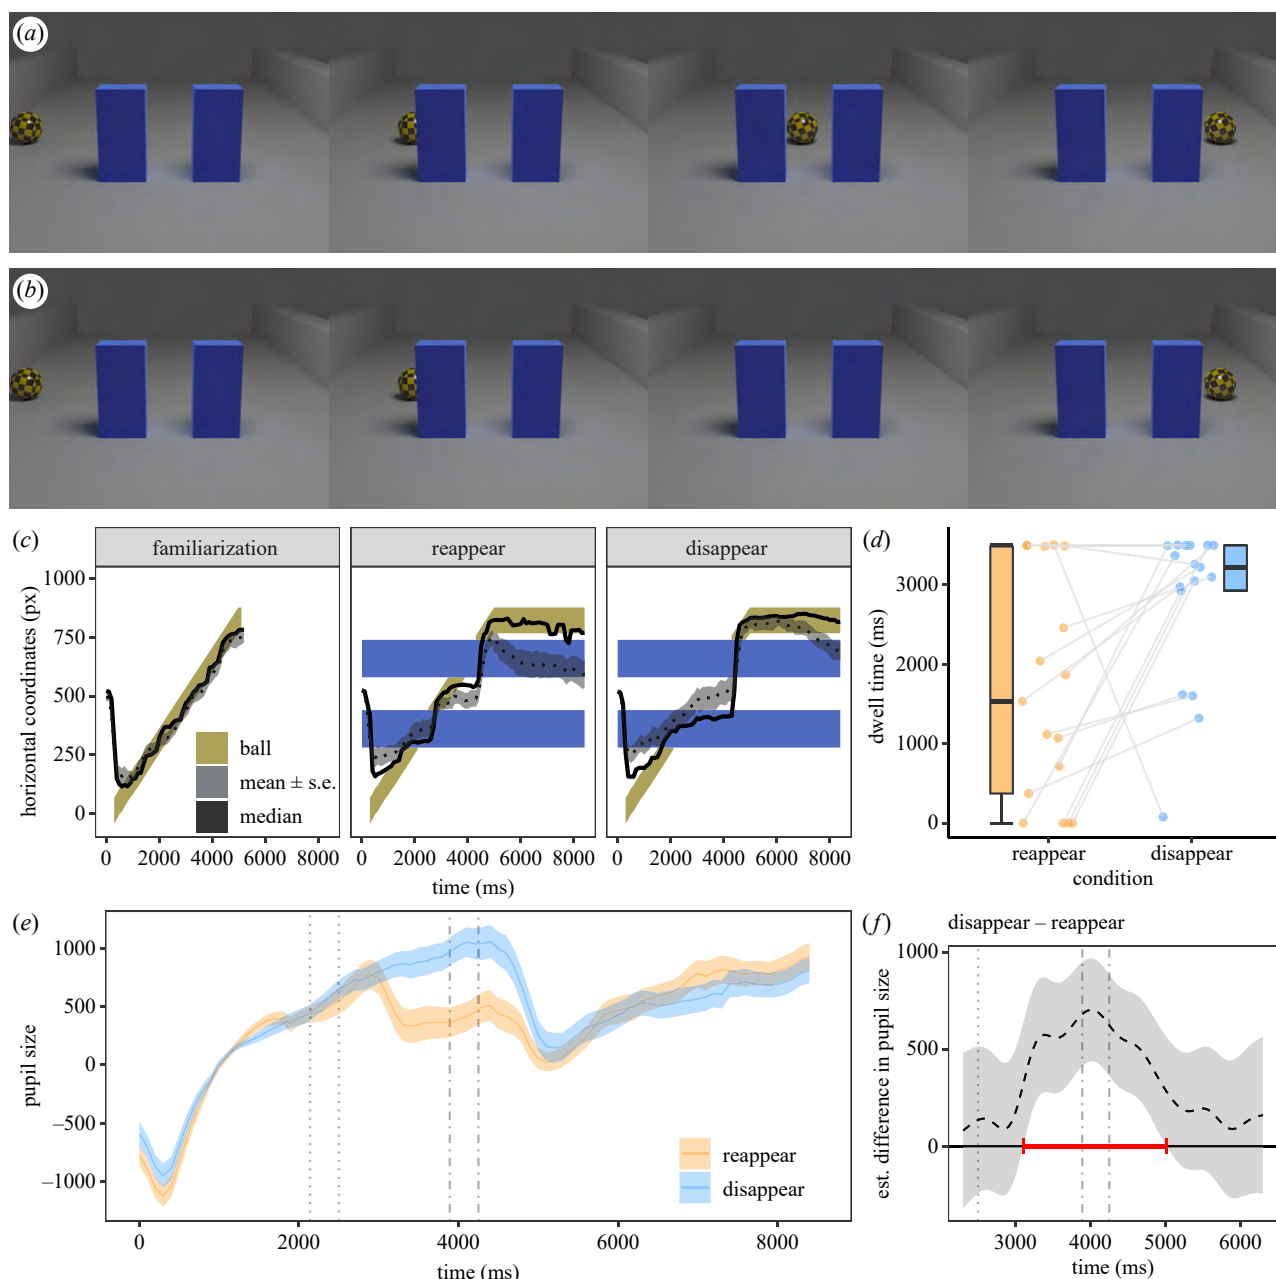 (a)
(b)
(c)
familiarization
reappear
disappear
horizontal coordinates (px)
1000
750
500
250
0
ball
mean ± s.e.
median
0 2000 4000 6000 8000
0 2000 4000 6000 8000
0 2000 4000 6000 8000
time (ms)
(d)
dwell time (ms)
3000
2000
1000
0
reappear disappear
condition
(e)
pupil size
1000
500
0
−500
−1000
reappear
disappear
0 2000 4000 6000 8000
time (ms)
(f)
disappear – reappear
est. difference in pupil size
1000
500
0
3000 4000 5000 6000
time (ms)